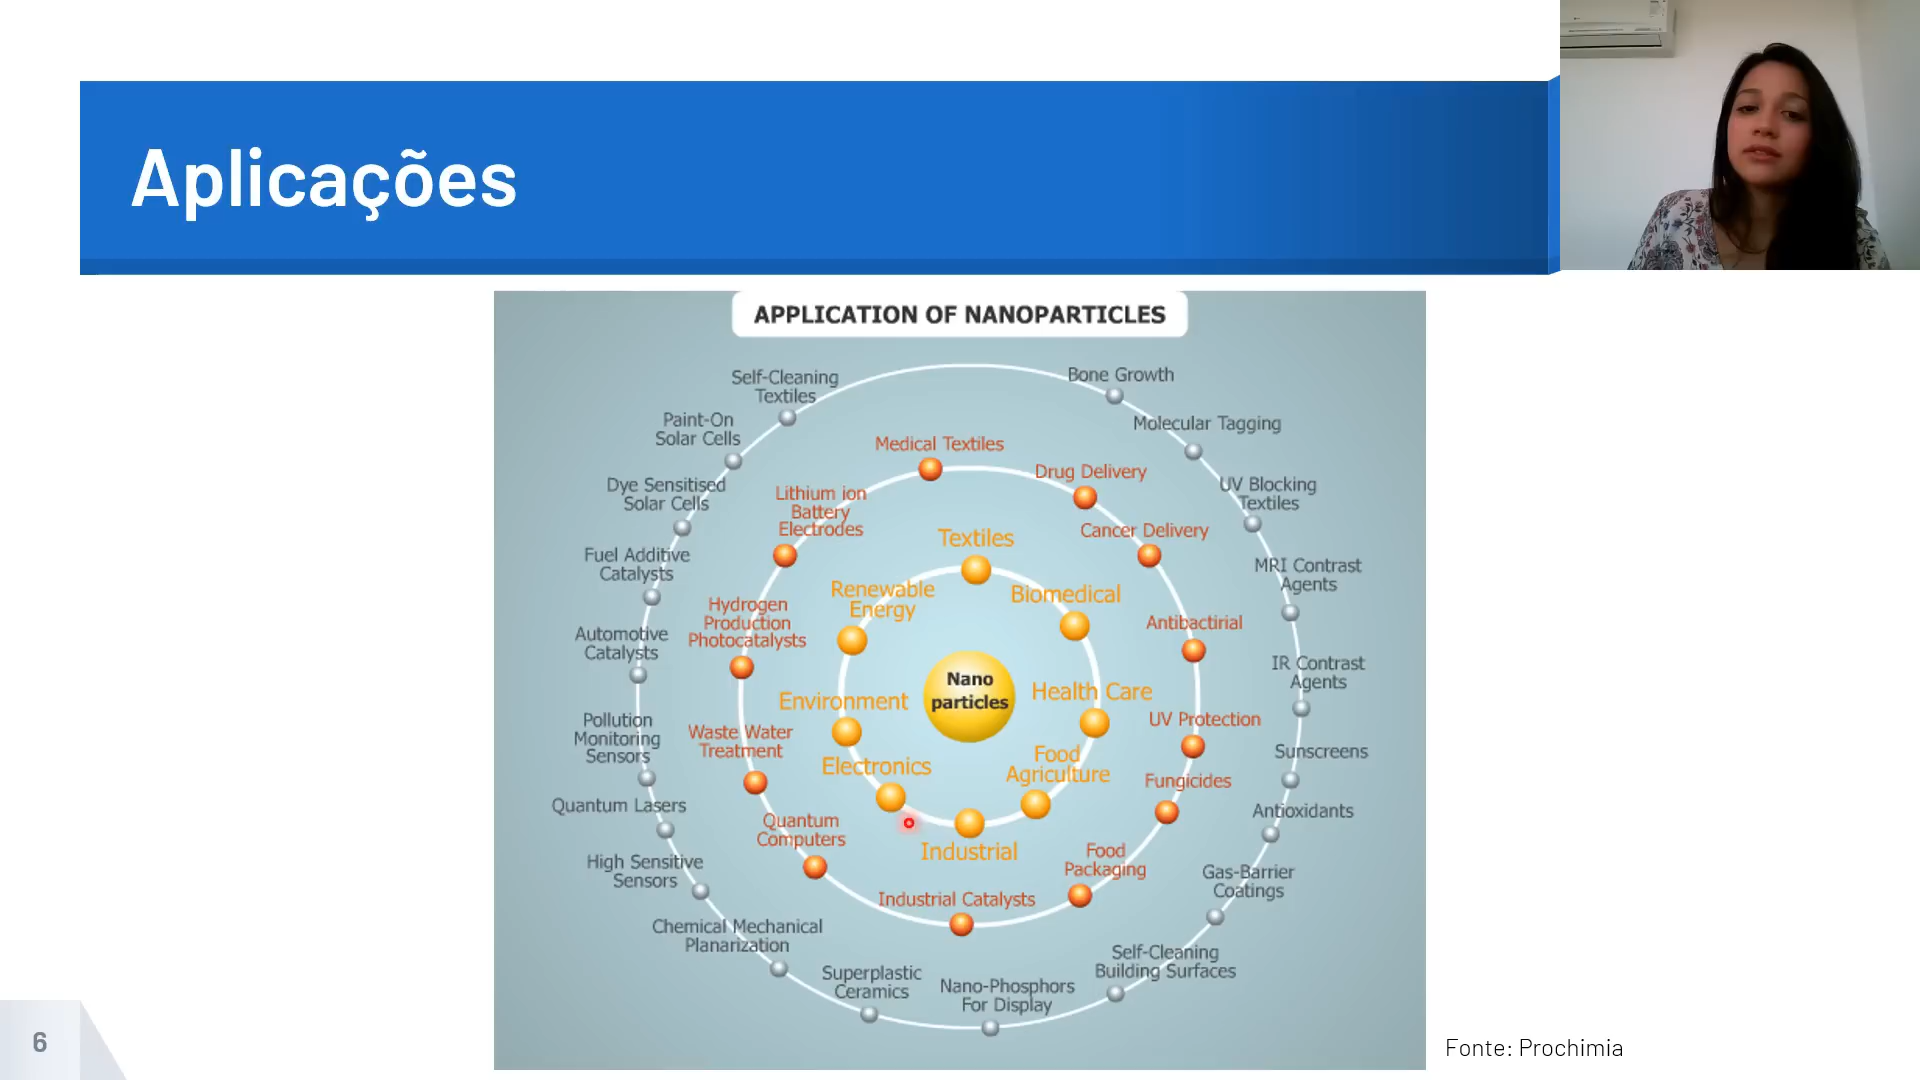 Aplicações
APPLICATION OF NANOPARTICLES
Self-Cleaning
Textiles
Bone Growth
Paint-On
Solar Cells
Molecular Tagging
Medical Textiles
Drug Delivery
Dye Sensitised
Solar Cells
Lithium ion
Battery
Electrodes
UV Blocking
Textiles
Cancer Delivery
Textiles
Fuel Additive
Catalysts
MRI Contrast
Agents
Renewable
Energy
Biomedical
Hydrogen
Production
Photocatalysts
Antibactirial
Automotive
Catalysts
IR Contrast
Agents
Nano
particles
Environment
Health Care
Pollution
Monitoring
Sensors
Waste Water
Treatment
UV Protection
Sunscreens
Electronics
Food
Agriculture
Fungicides
Quantum Lasers
Antioxidants
Quantum
Computers
Industrial
Food
Packaging
High Sensitive
Sensors
Gas-Barrier
Coatings
Industrial Catalysts
Chemical Mechanical
Planarization
Self-Cleaning
Building Surfaces
Superplastic
Ceramics
Nano-Phosphors
For Display
6
Fonte: Prochimia